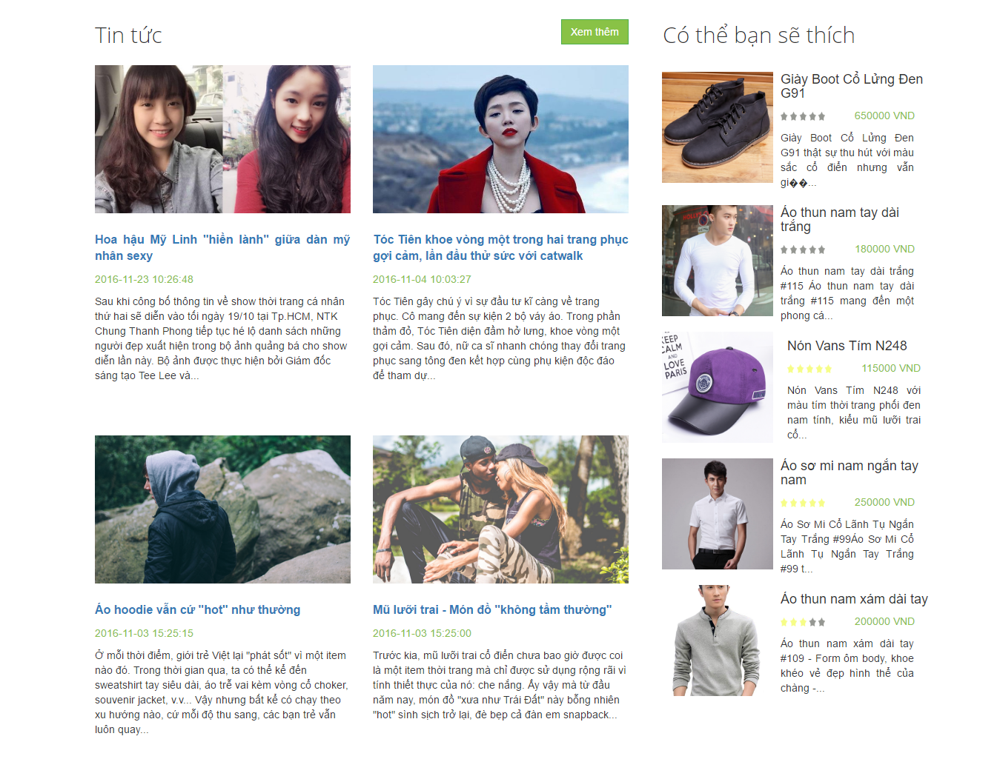 Tin tức
Xem thêm
Hoa hậu Mỹ Linh "hiền lành" giữa dàn mỹ
nhân sexy
2016-11-23 10:26:48
Sau khi công bố thông tin về show thời trang cá nhân
thứ hai sẽ diễn vào tối ngày 19/10 tại Tp.HCM, NTK
Chung Thanh Phong tiếp tục hé lộ danh sách những
người đẹp xuất hiện trong bộ ảnh quảng bá cho show
diễn lần này. Bộ ảnh được thực hiện bởi Giám đốc
sáng tạo Tee Lee và...
Tóc Tiên khoe vòng một trong hai trang phục
gợi cảm, lần đầu thử sức với catwalk
2016-11-04 10:03:27
Tóc Tiên gây chú ý vì sự đầu tư kĩ càng về trang
phục. Cô mang đến sự kiện 2 bộ váy áo. Trong phần
thảm đỏ, Tóc Tiên diện đầm hở lưng, khoe vòng một
gợi cảm. Sau đó, nữ ca sĩ nhanh chóng thay đổi trang
phục sang tông đen kết hợp cùng phụ kiện độc đáo
để tham dự...
Áo hoodie vẫn cứ "hot" như thường
2016-11-03 15:25:15
Ở mỗi thời điểm, giới trẻ Việt lại "phát sốt" vì một item
nào đó. Trong thời gian qua, ta có thể kể đến
sweatshirt tay siêu dài, áo trễ vai kèm vòng cổ choker,
souvenir jacket, v.v... Vậy nhưng bất kể có chạy theo
xu hướng nào, cứ mỗi độ thu sang, các bạn trẻ vẫn
luôn quay...
Mũ lưỡi trai - Món đồ "không tầm thường"
2016-11-03 15:25:00
Trước kia, mũ lưỡi trai cổ điển chưa bao giờ được coi
là một item thời trang mà chỉ được sử dụng rộng rãi vì
tính thiết thực của nó: che nắng. Ấy vậy mà từ đầu
năm nay, món đồ "xưa như Trái Đất" này bỗng nhiên
"hot" sình sịch trở lại, đè bẹp cả đàn em snapback...
Có thể bạn sẽ thích
Giày Boot Cổ Lửng Đen
G91
650000 VND
Giày Boot Cổ Lửng Đen
G91 thật sự thu hút với màu
sắc cổ điển nhưng vẫn
gi��...
Áo thun nam tay dài
trắng
180000 VND
Áo thun nam tay dài trắng
#115 Áo thun nam tay dài
trắng #115 mang đến một
phong cá...
KEEP
CALM
AND
LOVE
PARIS
Nón Vans Tím N248
115000 VND
Nón Vans Tím N248 với
màu tím thời trang phối đen
nam tính, kiểu mũ lưỡi trai
cổ...
Áo sơ mi nam ngắn tay
nam
250000 VND
Áo Sơ Mi Cổ Lãnh Tụ Ngắn
Tay Trắng #99Áo Sơ Mi Cổ
Lãnh Tụ Ngắn Tay Trắng
#99 t...
Áo thun nam xám dài tay
200000 VND
Áo thun nam xám dài tay
#109 - Form ôm body, khoe
khéo vẻ đẹp hình thể của
chàng -...